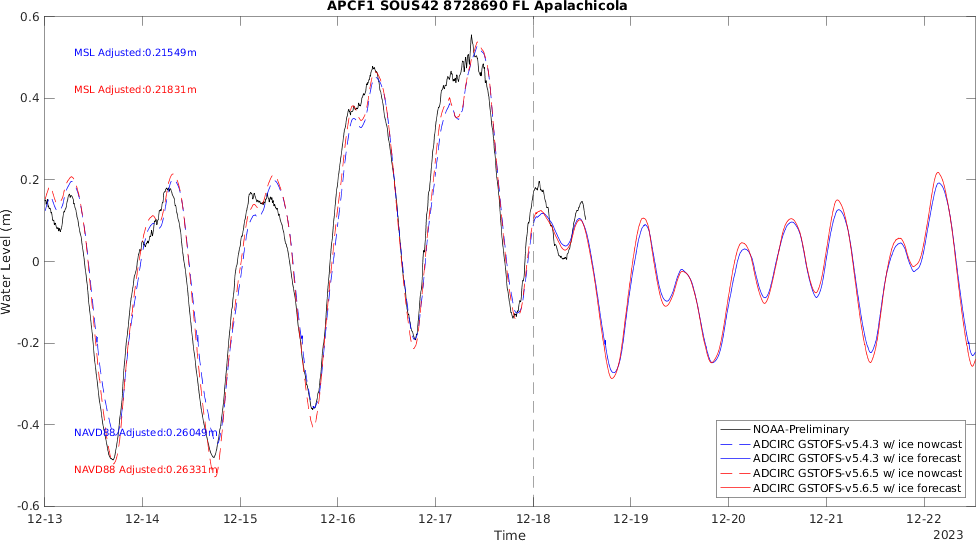 APCF1 SOUS42 8728690 FL Apalachicola
0.6
0.4
0.2
0
-0.2
-0.4
-0.6
Water Level (m)
MSL Adjusted:0.21549m
MSL Adjusted:0.21831m
NAVD88 Adjusted:0.26049m
NAVD88 Adjusted:0.26331m
NOAA-Preliminary
ADCIRC GSTOFS-v5.4.3 w/ ice nowcast
ADCIRC GSTOFS-v5.4.3 w/ ice forecast
ADCIRC GSTOFS-v5.6.5 w/ ice nowcast
ADCIRC GSTOFS-v5.6.5 w/ ice forecast
12-13 12-14 12-15 12-16 12-17 12-18 12-19 12-20 12-21 12-22
Time
2023